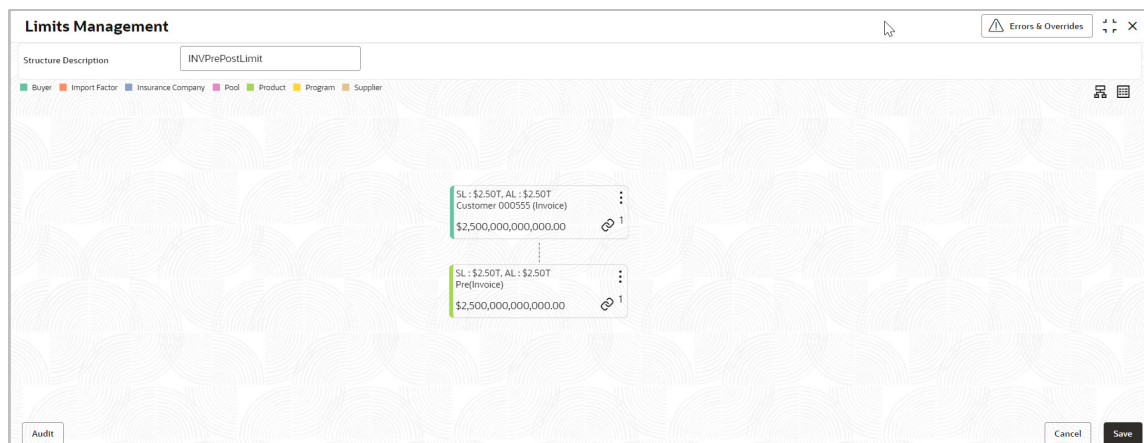 Limits Management
Errors & Overrides
Structure Description
INVPrePostLimit
Buyer Import Factor Insurance Company Pool Product Program Supplier
SL : $2.50T, AL : $2.50T
Customer 000555 (Invoice)
$2,500,000,000,000.00 1
SL : $2.50T, AL : $2.50T
Pre(Invoice)
$2,500,000,000,000.00 1
Audit
Cancel
Save